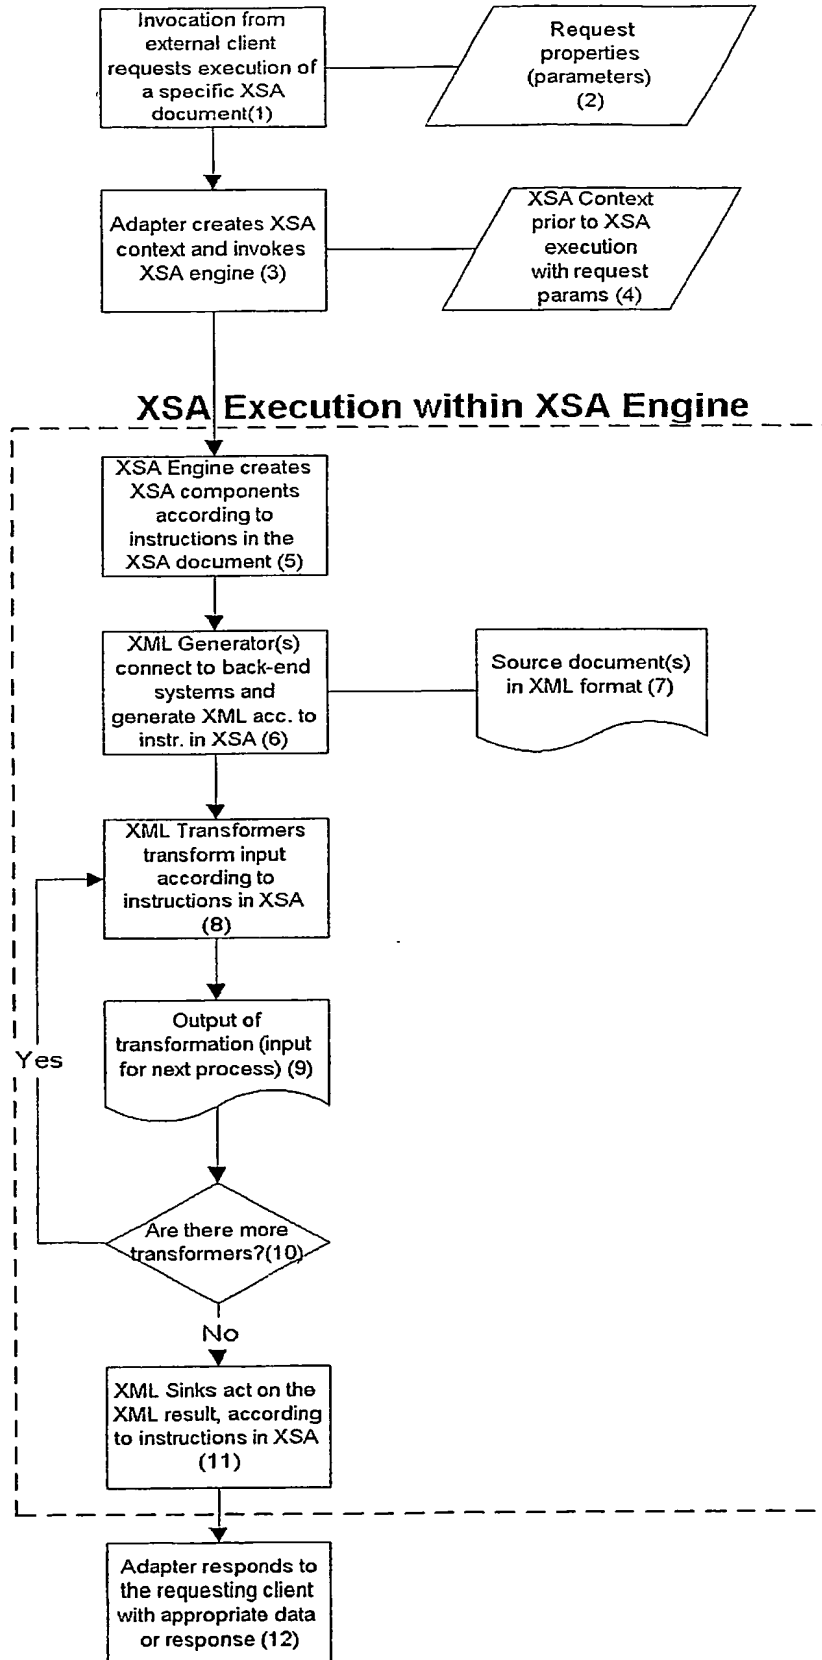 Invocation from
external client
requests execution of
a specific XSA
document(1)
Request
properties
(parameters)
(2)
Adapter creates XSA
context and invokes
XSA engine (3)
XSA Context
prior to XSA
execution
with request
params (4)
XSA Execution within XSA Engine
XSA Engine creates
XSA components
according to
instructions in the
XSA document (5)
XML Generator(s)
connect to back-end
systems and
generate XML acc. to
instr. in XSA (6)
Source document(s)
in XML format (7)
XML Transformers
transform input
according to
instructions in XSA
(8)
Output of
transformation (input
for next process) (9)
Yes
Are there more
transformers?(10)
No
XML Sinks act on the
XML result, according
to instructions in XSA
(11)
Adapter responds to
the requesting client
with appropriate data
or response (12)